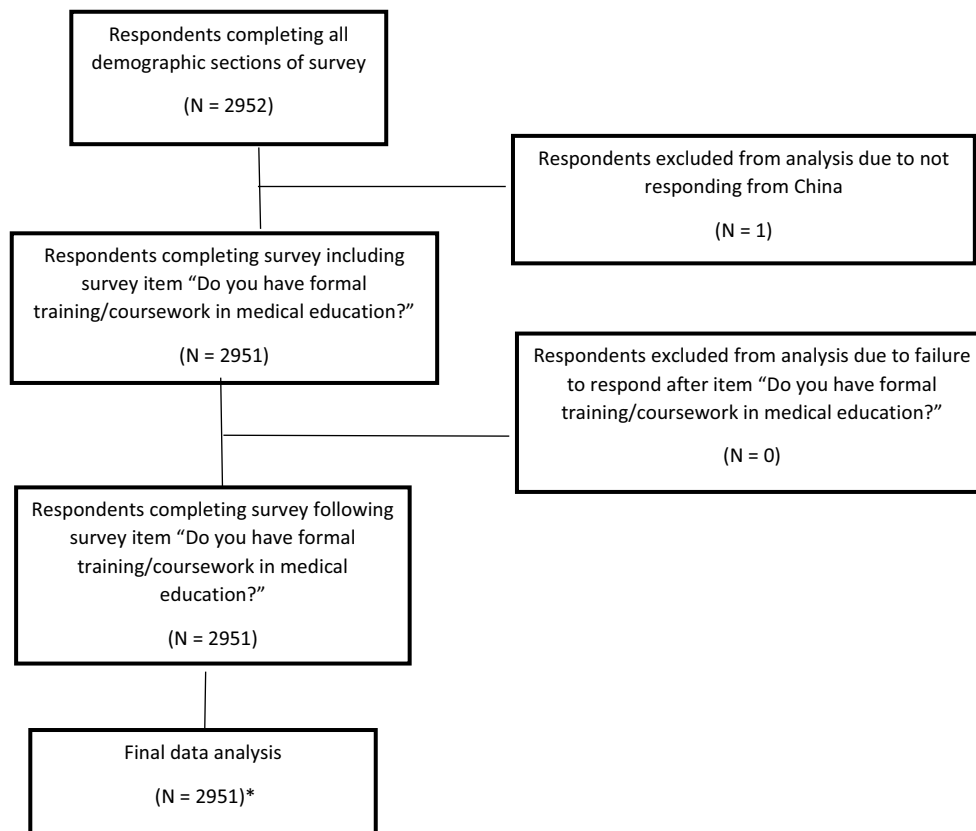 Respondents completing all
demographic sections of survey
(N = 2952)
Respondents excluded from analysis due to not
responding from China
(N = 1)
Respondents completing survey including
survey item “Do you have formal
training/coursework in medical education?”
(N = 2951)
Respondents excluded from analysis due to failure
to respond after item “Do you have formal
training/coursework in medical education?”
(N = 0)
Respondents completing survey following
survey item “Do you have formal
training/coursework in medical
education?”
(N = 2951)
Final data analysis
(N = 2951)*